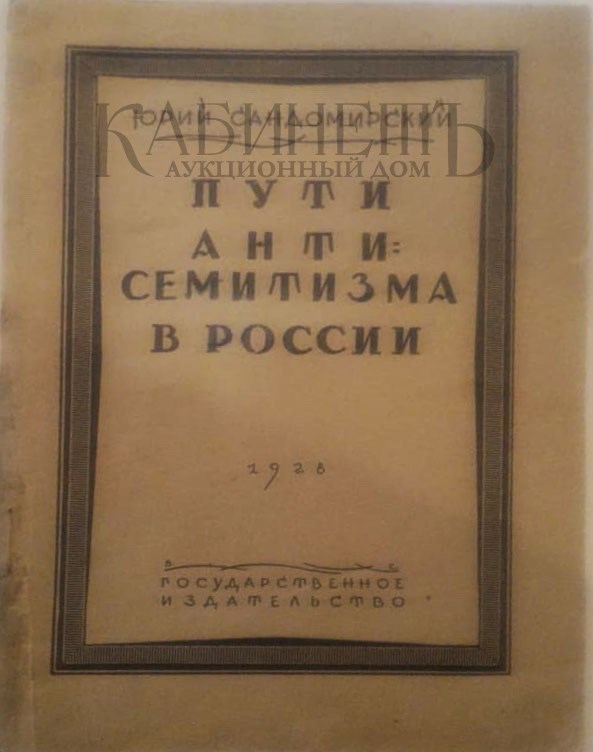 ЮРИЙ САНДОМИРСКИЙ
КАБИНЕТЪ
АУКЦИОННЫЙ ДОМ
ПУТИ
АНТИ=
СЕМИТИЗМА
В РОССИИ
1928
В С
ГОСУДАРСТВЕННОЕ
ИЗДАТЕЛЬСТВО